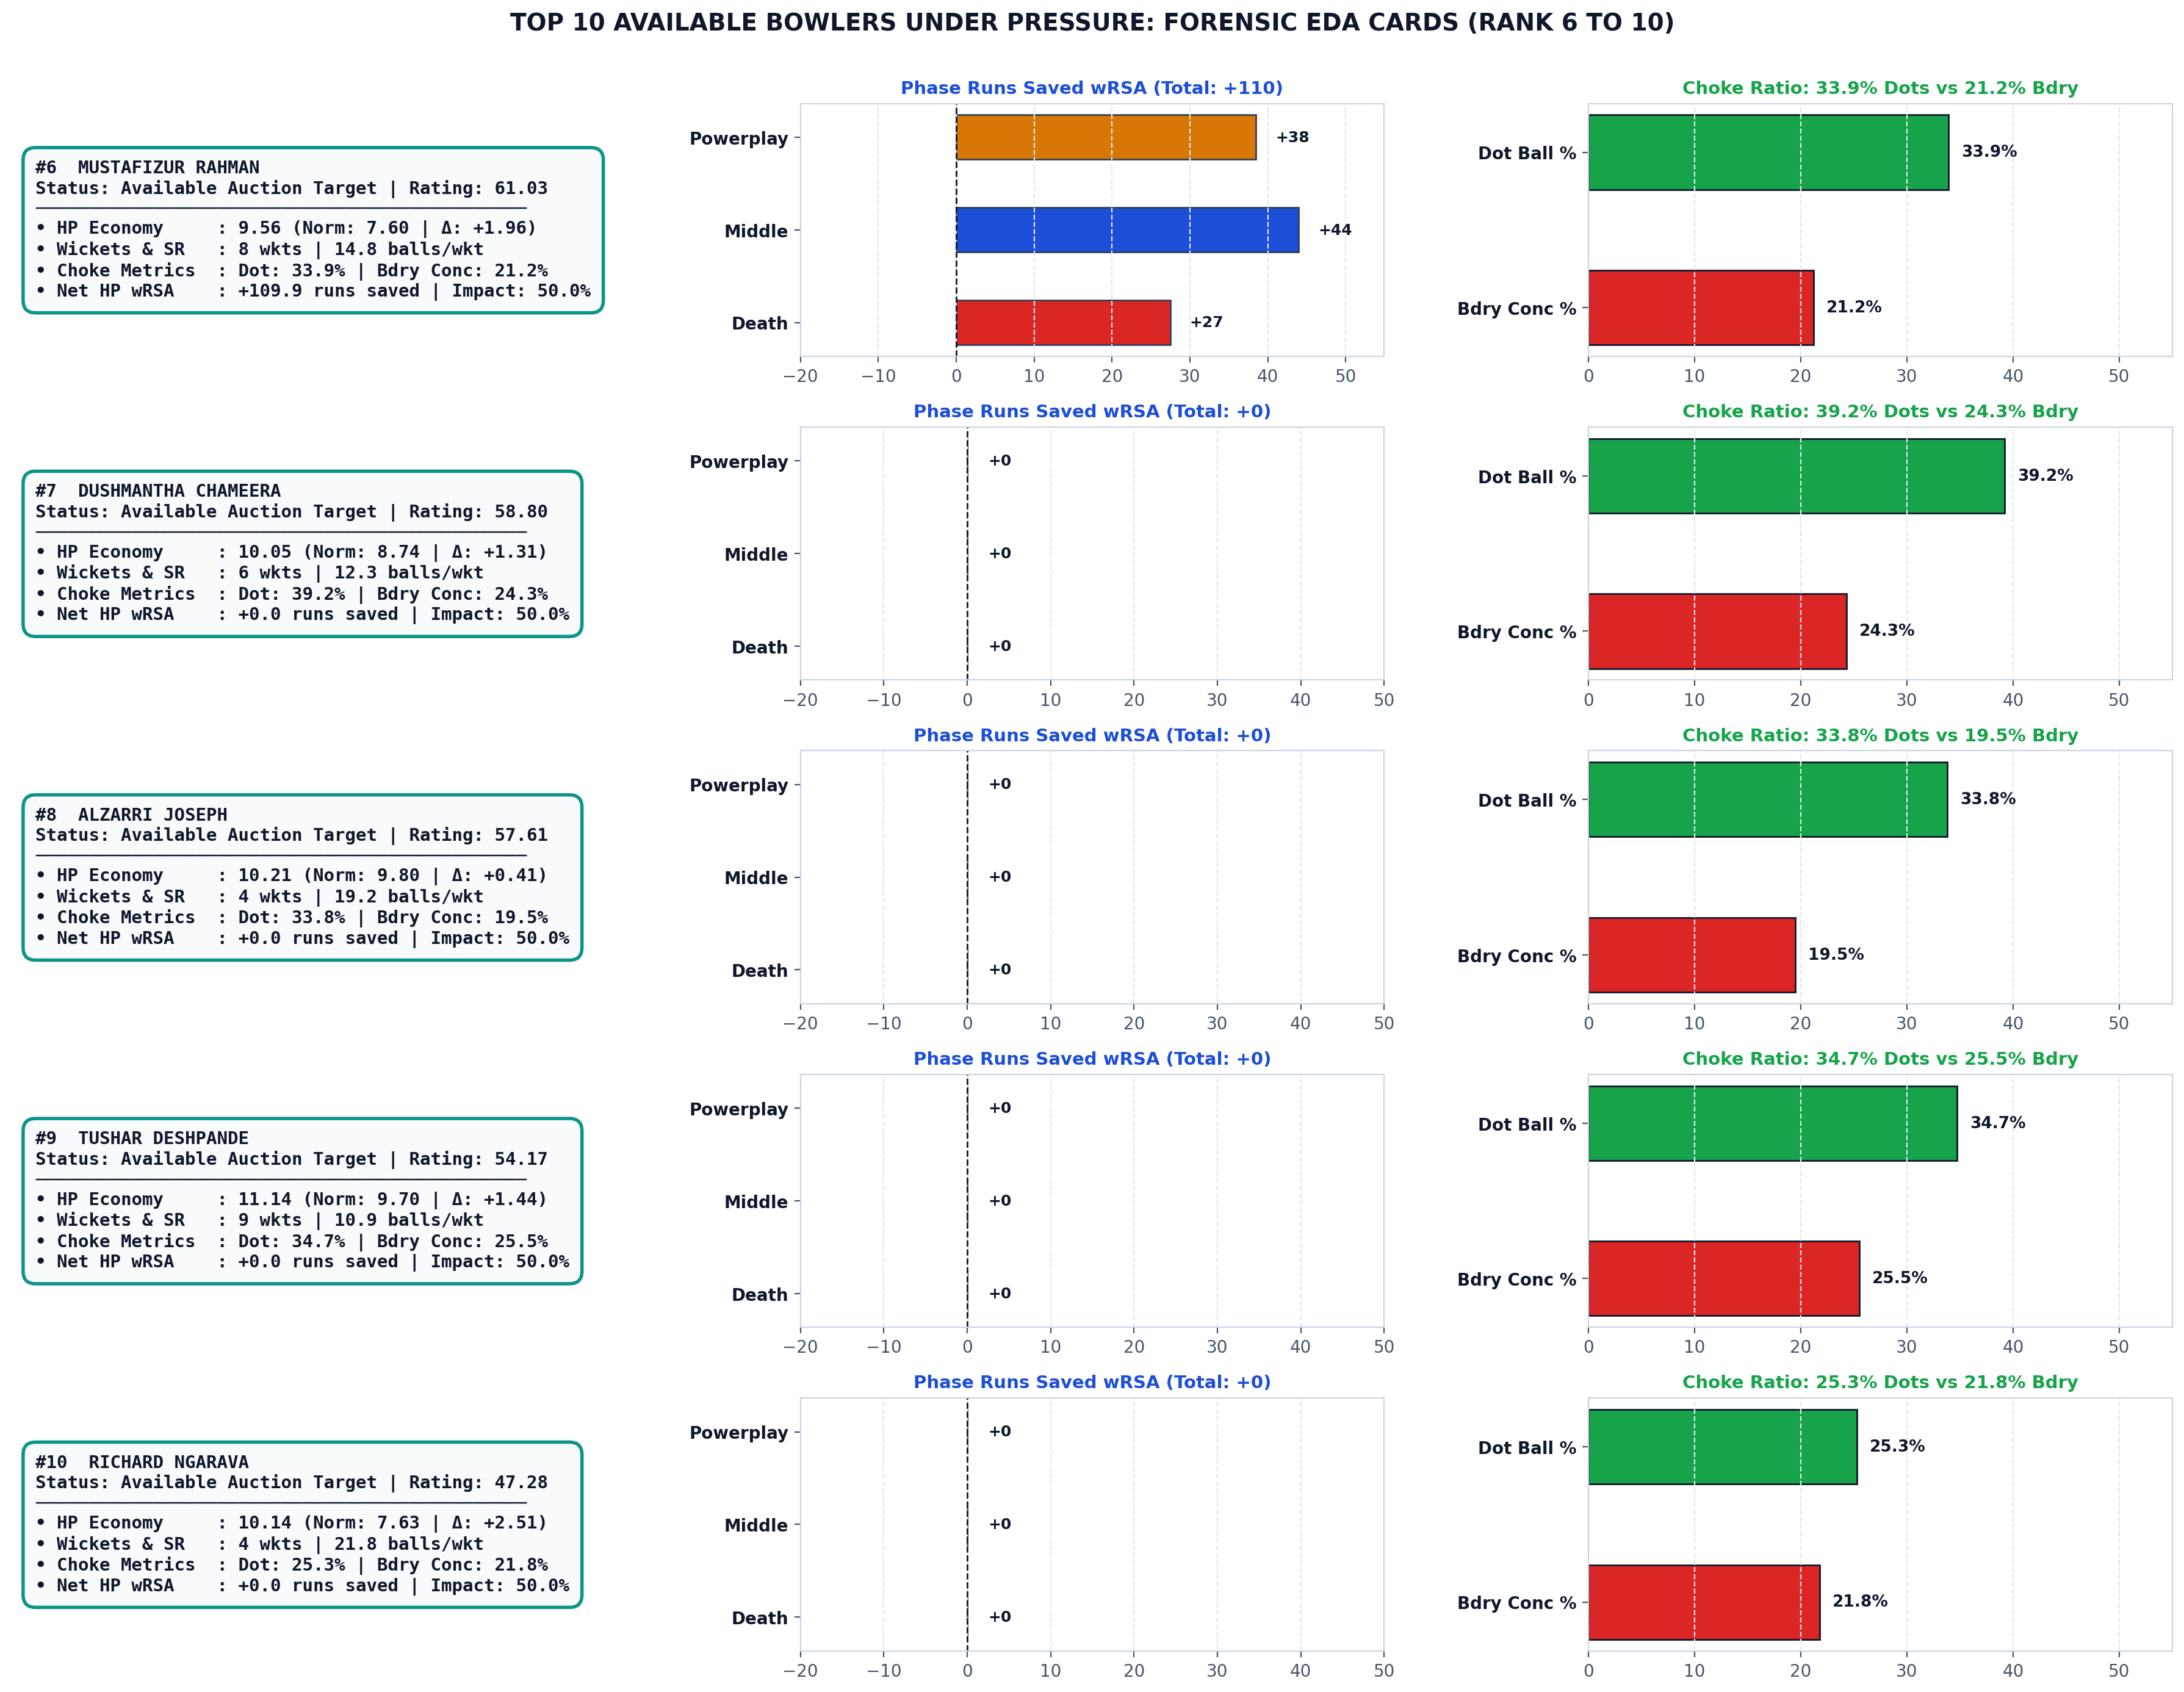 TOP 10 AVAILABLE BOWLERS UNDER PRESSURE: FORENSIC EDA CARDS (RANK 6 TO 10)
#6  MUSTAFIZUR RAHMAN
Status: Available Auction Target | Rating: 61.03
• HP Economy     : 9.56 (Norm: 7.60 | Δ: +1.96)
• Wickets & SR   : 8 wkts | 14.8 balls/wkt
• Choke Metrics  : Dot: 33.9% | Bdry Conc: 21.2%
• Net HP wRSA    : +109.9 runs saved | Impact: 50.0%
Phase Runs Saved wRSA (Total: +110)
Powerplay +38
Middle +44
Death +27
−20 −10 0 10 20 30 40 50
Choke Ratio: 33.9% Dots vs 21.2% Bdry
Dot Ball % 33.9%
Bdry Conc % 21.2%
0 10 20 30 40 50
#7  DUSHMANTHA CHAMEERA
Status: Available Auction Target | Rating: 58.80
• HP Economy     : 10.05 (Norm: 8.74 | Δ: +1.31)
• Wickets & SR   : 6 wkts | 12.3 balls/wkt
• Choke Metrics  : Dot: 39.2% | Bdry Conc: 24.3%
• Net HP wRSA    : +0.0 runs saved | Impact: 50.0%
Phase Runs Saved wRSA (Total: +0)
Powerplay +0
Middle +0
Death +0
−20 −10 0 10 20 30 40 50
Choke Ratio: 39.2% Dots vs 24.3% Bdry
Dot Ball % 39.2%
Bdry Conc % 24.3%
0 10 20 30 40 50
#8  ALZARRI JOSEPH
Status: Available Auction Target | Rating: 57.61
• HP Economy     : 10.21 (Norm: 9.80 | Δ: +0.41)
• Wickets & SR   : 4 wkts | 19.2 balls/wkt
• Choke Metrics  : Dot: 33.8% | Bdry Conc: 19.5%
• Net HP wRSA    : +0.0 runs saved | Impact: 50.0%
Phase Runs Saved wRSA (Total: +0)
Powerplay +0
Middle +0
Death +0
−20 −10 0 10 20 30 40 50
Choke Ratio: 33.8% Dots vs 19.5% Bdry
Dot Ball % 33.8%
Bdry Conc % 19.5%
0 10 20 30 40 50
#9  TUSHAR DESHPANDE
Status: Available Auction Target | Rating: 54.17
• HP Economy     : 11.14 (Norm: 9.70 | Δ: +1.44)
• Wickets & SR   : 9 wkts | 10.9 balls/wkt
• Choke Metrics  : Dot: 34.7% | Bdry Conc: 25.5%
• Net HP wRSA    : +0.0 runs saved | Impact: 50.0%
Phase Runs Saved wRSA (Total: +0)
Powerplay +0
Middle +0
Death +0
−20 −10 0 10 20 30 40 50
Choke Ratio: 34.7% Dots vs 25.5% Bdry
Dot Ball % 34.7%
Bdry Conc % 25.5%
0 10 20 30 40 50
#10  RICHARD NGARAVA
Status: Available Auction Target | Rating: 47.28
• HP Economy     : 10.14 (Norm: 7.63 | Δ: +2.51)
• Wickets & SR   : 4 wkts | 21.8 balls/wkt
• Choke Metrics  : Dot: 25.3% | Bdry Conc: 21.8%
• Net HP wRSA    : +0.0 runs saved | Impact: 50.0%
Phase Runs Saved wRSA (Total: +0)
Powerplay +0
Middle +0
Death +0
−20 −10 0 10 20 30 40 50
Choke Ratio: 25.3% Dots vs 21.8% Bdry
Dot Ball % 25.3%
Bdry Conc % 21.8%
0 10 20 30 40 50